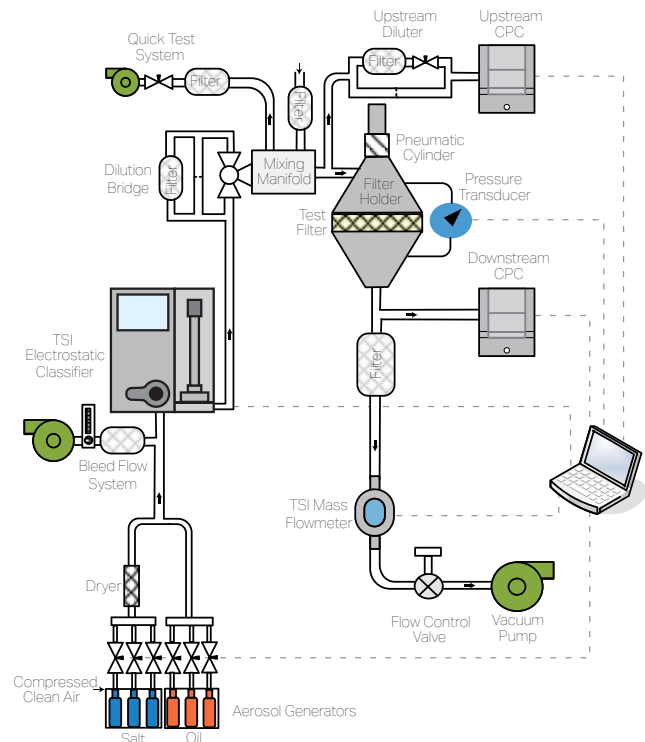 Quick Test
System
Filter
Filter
Upstream
Diluter
Filter
Upstream
CPC
Pneumatic
Cylinder
Dilution
Bridge
Filter
Mixing
Manifold
Filter
Holder
Test
Filter
Pressure
Transducer
Downstream
CPC
TSI
Electrostatic
Classifier
Filter
Bleed Flow
System
TSI Mass
Flowmeter
Dryer
Flow Control
Valve
Vacuum
Pump
Compressed
Clean Air
Aerosol Generators
Salt
Oil